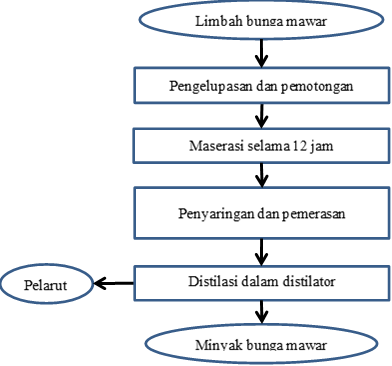 Limbah bunga mawar
Pengelupasan dan pemotongan
Maserasi selama 12 jam
Penyaringan dan pemerasan
Distilasi dalam distilator
Pelarut
Minyak bunga mawar